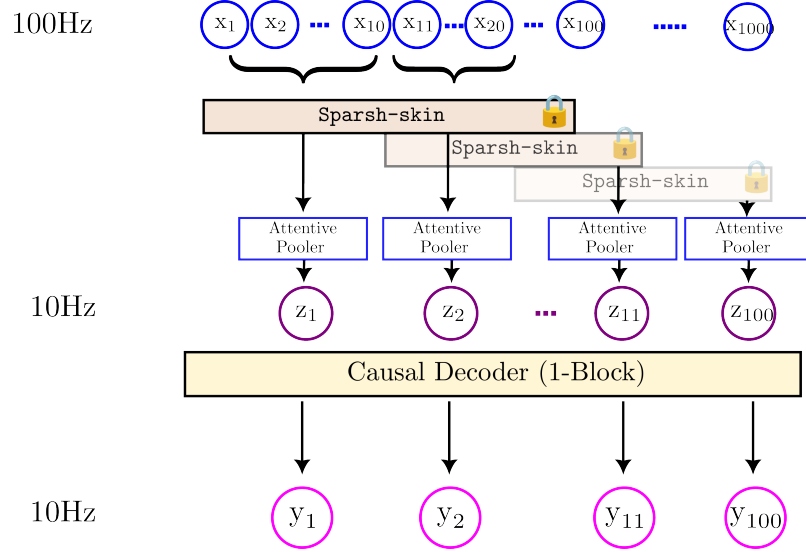 100Hz x₁ x₂ ... x₁₀ x₁₁ ... x₂₀ ... x₁₀₀ ..... x₁₀₀₀
Sparsh-skin
Sparsh-skin
Sparsh-skin
Attentive Attentive Attentive Attentive
Pooler Pooler Pooler Pooler
10Hz z₁ z₂ ... z₁₁ z₁₀₀
Causal Decoder (1-Block)
10Hz y₁ y₂ y₁₁ y₁₀₀